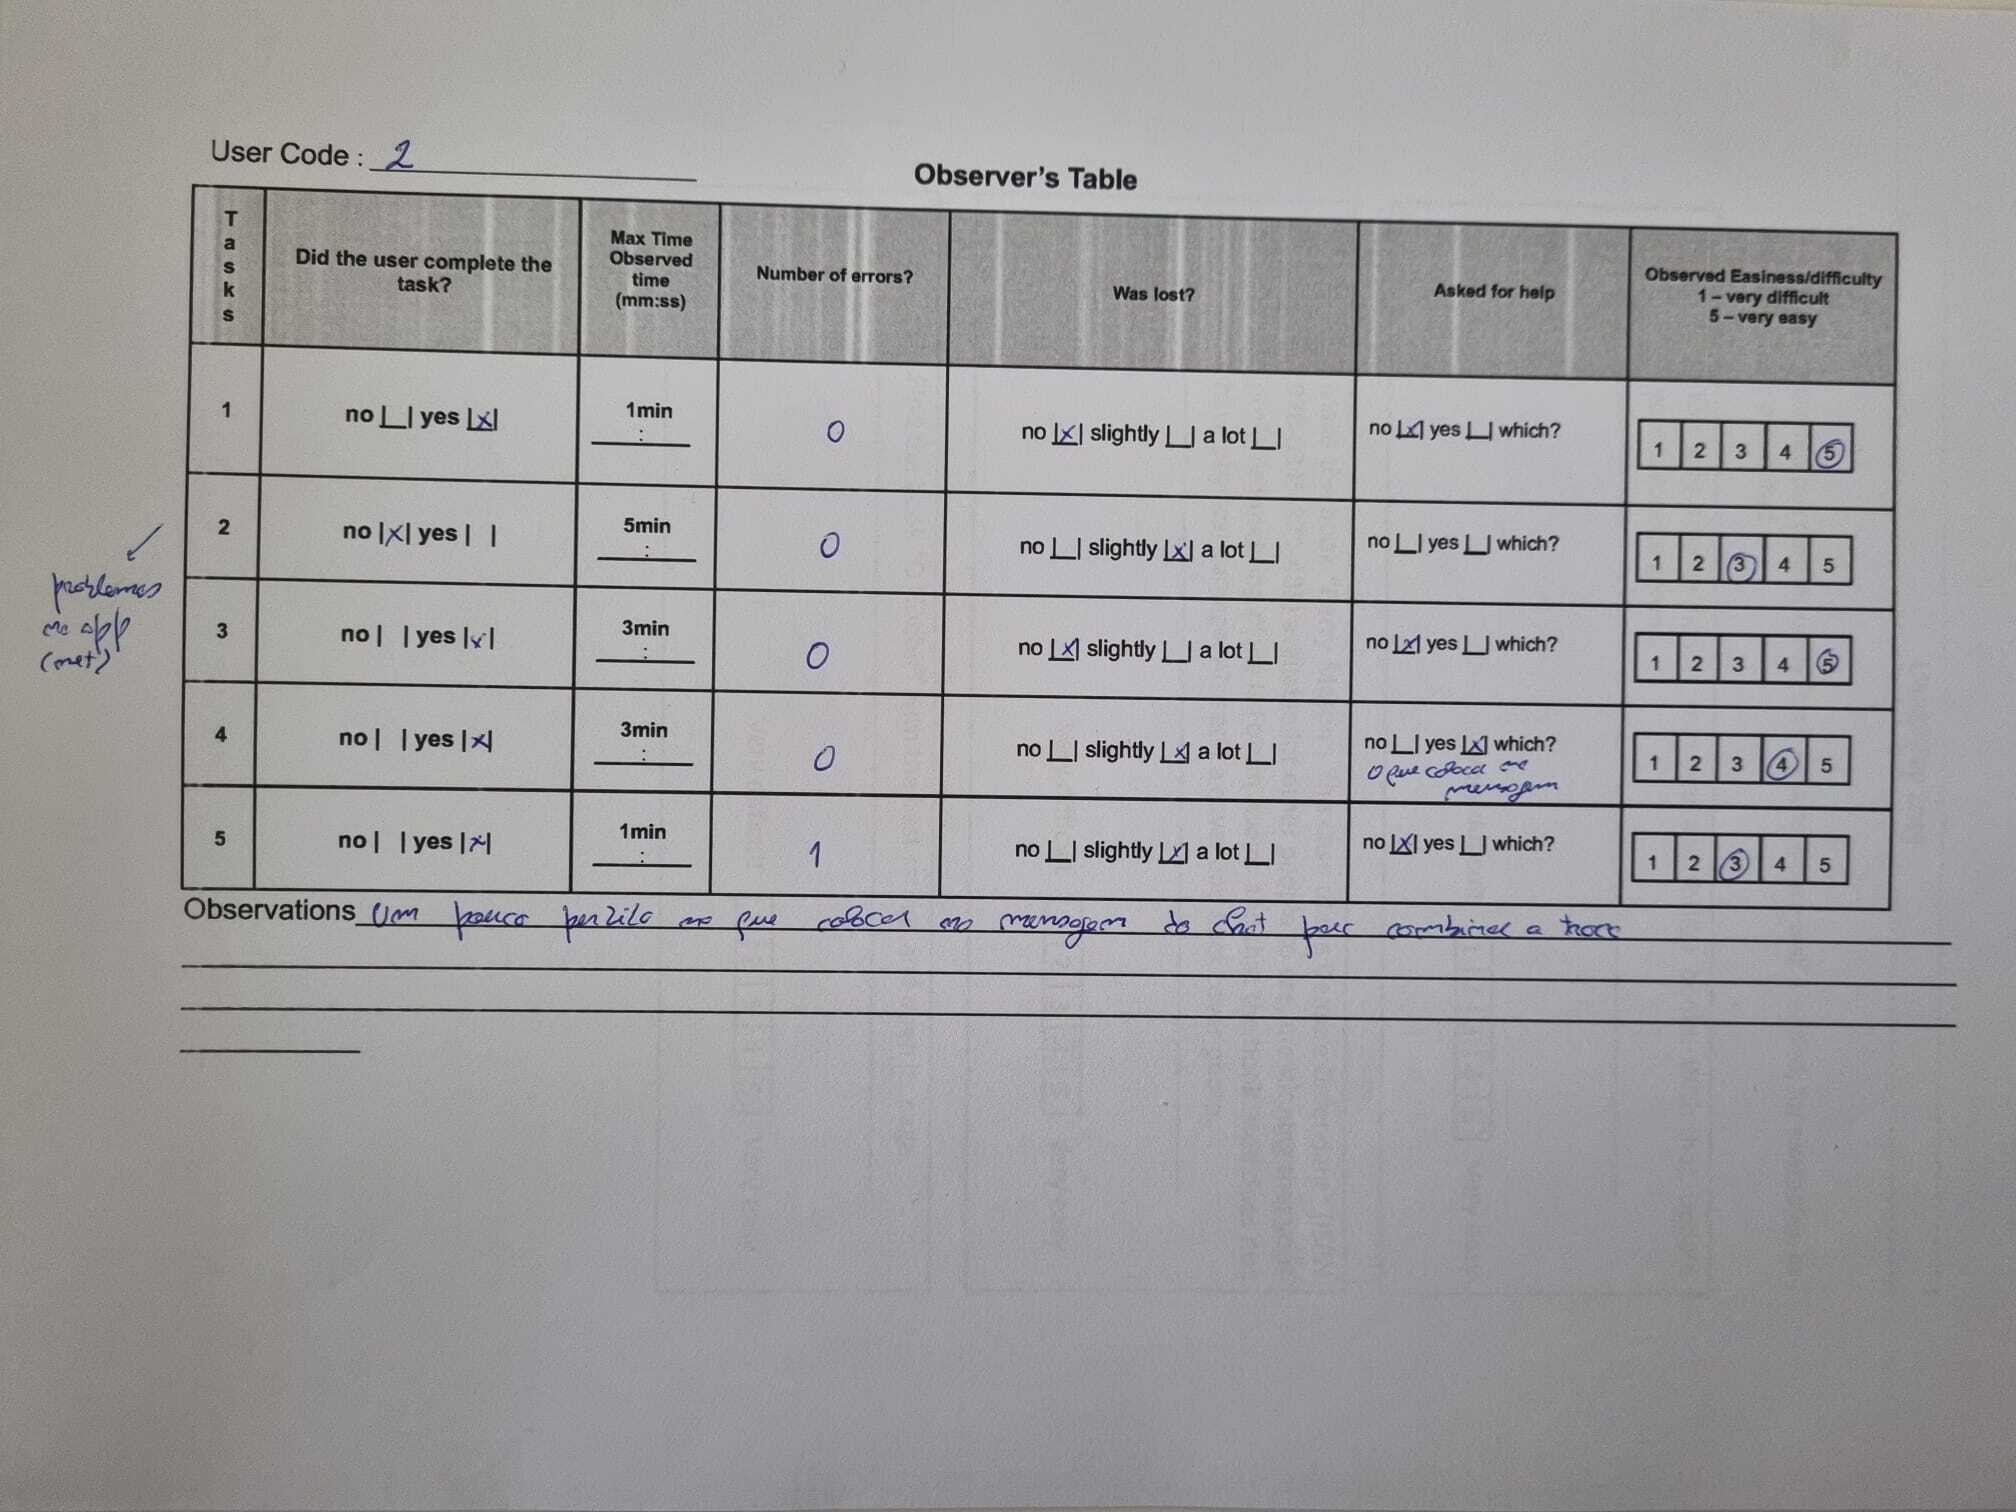 User Code : 2
Observer's Table
Tasks
Did the user complete the task?
Max Time Observed time (mm:ss)
Number of errors?
Was lost?
Asked for help
Observed Easiness/difficulty
1 – very difficult
5 – very easy
1 no |_| yes |x| 1min : 0 no |x| slightly |_| a lot |_| no |x| yes |_| which? 1 2 3 4 5
2 no |x| yes | | 5min : 0 no |_| slightly |x| a lot |_| no |_| yes |_| which? 1 2 3 4 5
problemas
na app
(net)
3 no | | yes |x| 3min : 0 no |x| slightly |_| a lot |_| no |x| yes |_| which? 1 2 3 4 5
4 no | | yes |x| 3min : 0 no |_| slightly |x| a lot |_| no |_| yes |x| which? 1 2 3 4 5
o que colocar na
mensagem
5 no | | yes |x| 1min : 1 no |_| slightly |x| a lot |_| no |x| yes |_| which? 1 2 3 4 5
Observations Um pouco no que colocar na mensagem do chat para combinar a troca